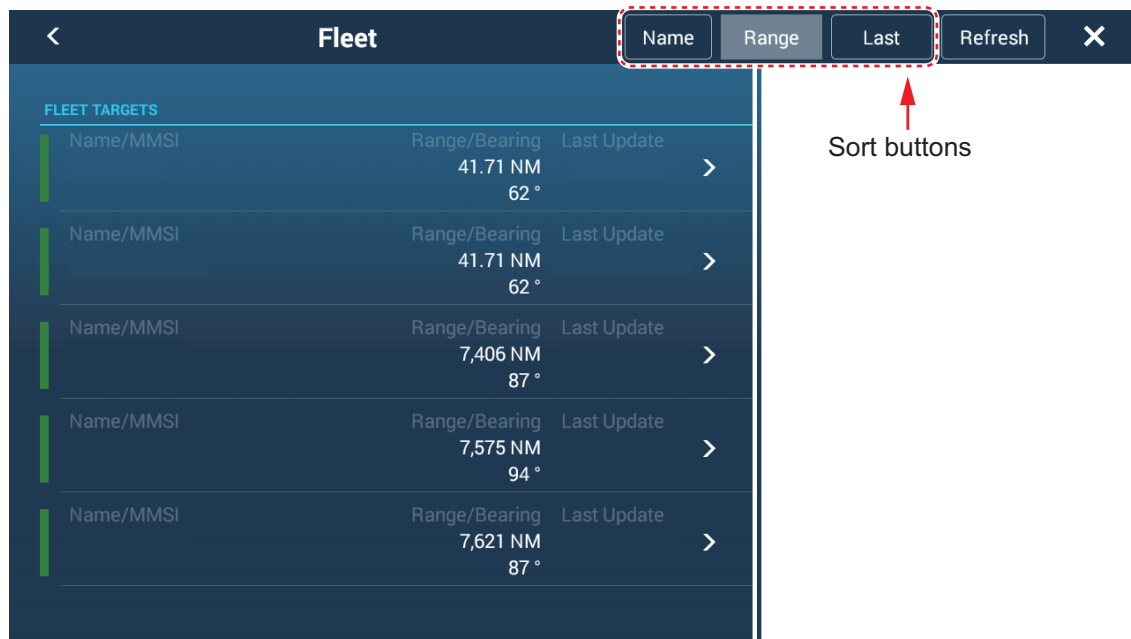 Fleet Name Range Last Refresh
Sort buttons
FLEET TARGETS
Name/MMSI Range/Bearing Last Update
41.71 NM
62 °
Name/MMSI Range/Bearing Last Update
41.71 NM
62 °
Name/MMSI Range/Bearing Last Update
7,406 NM
87 °
Name/MMSI Range/Bearing Last Update
7,575 NM
94 °
Name/MMSI Range/Bearing Last Update
7,621 NM
87 °